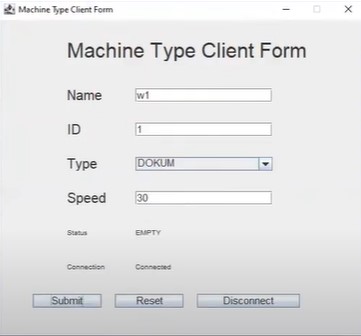 Machine Type Client Form
Machine Type Client Form
Name w1
ID 1
Type DOKUM
Speed 30
Status EMPTY
Connection Connected
Submit Reset Disconnect